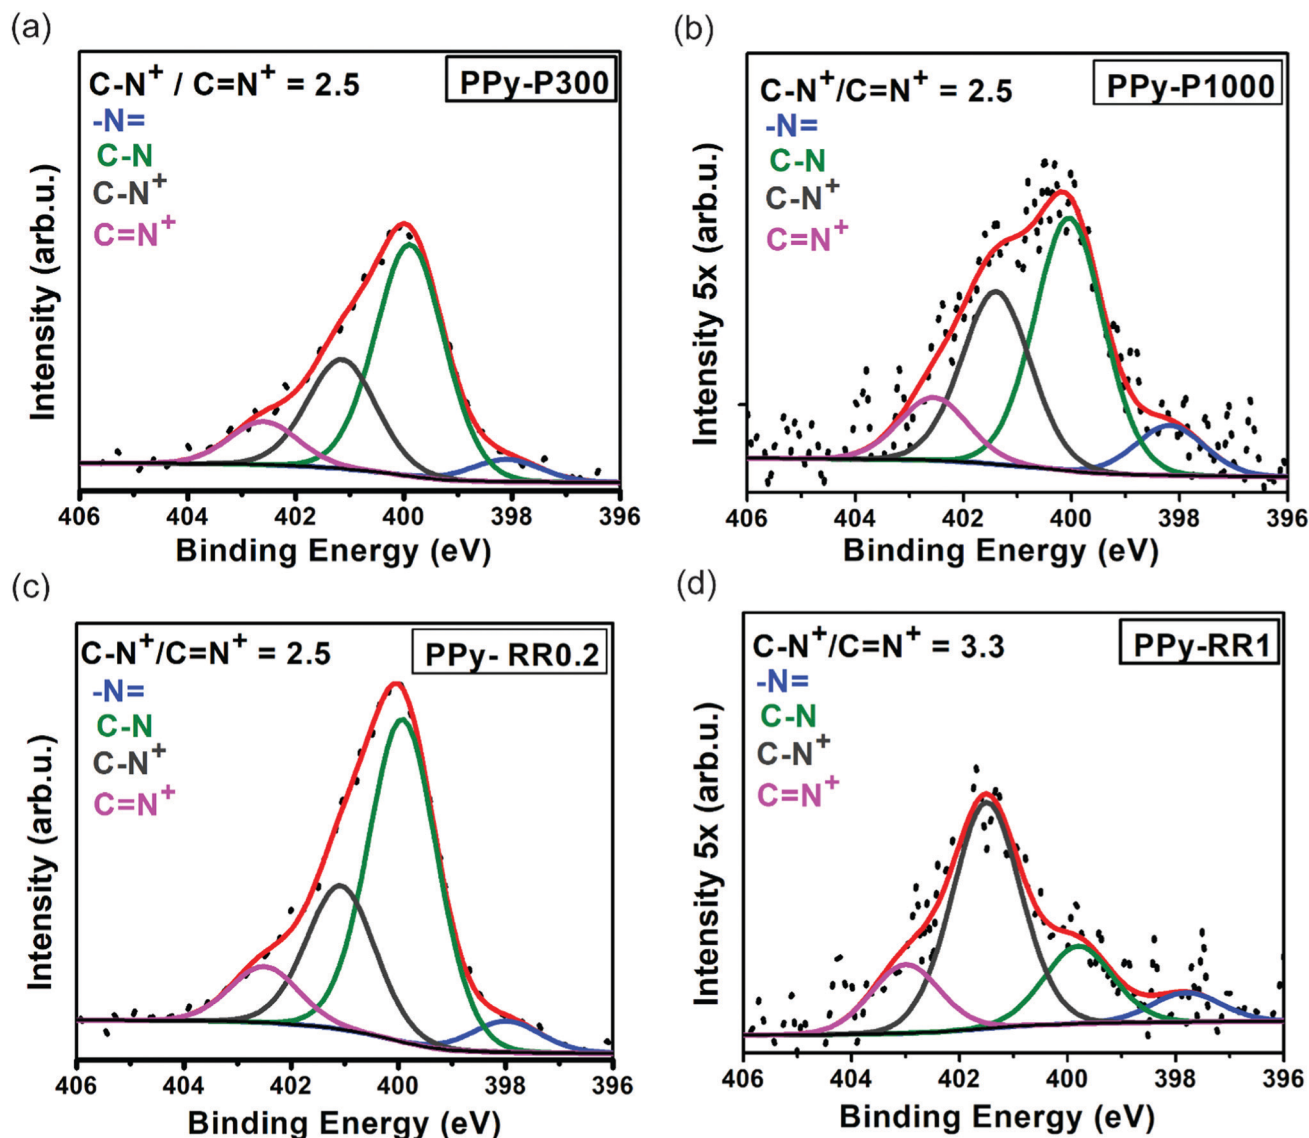 (a)
C-N⁺ / C=N⁺ = 2.5
PPy-P300
-N=
C-N
C-N⁺
C=N⁺
Intensity (arb.u.)
406 404 402 400 398 396
Binding Energy (eV)
(b)
C-N⁺/C=N⁺ = 2.5
PPy-P1000
-N=
C-N
C-N⁺
C=N⁺
Intensity 5x (arb.u.)
406 404 402 400 398 396
Binding Energy (eV)
(c)
C-N⁺/C=N⁺ = 2.5
PPy- RR0.2
-N=
C-N
C-N⁺
C=N⁺
Intensity (arb.u.)
406 404 402 400 398 396
Binding Energy (eV)
(d)
C-N⁺/C=N⁺ = 3.3
PPy-RR1
-N=
C-N
C-N⁺
C=N⁺
Intensity 5x (arb.u.)
406 404 402 400 398 396
Binding Energy (eV)